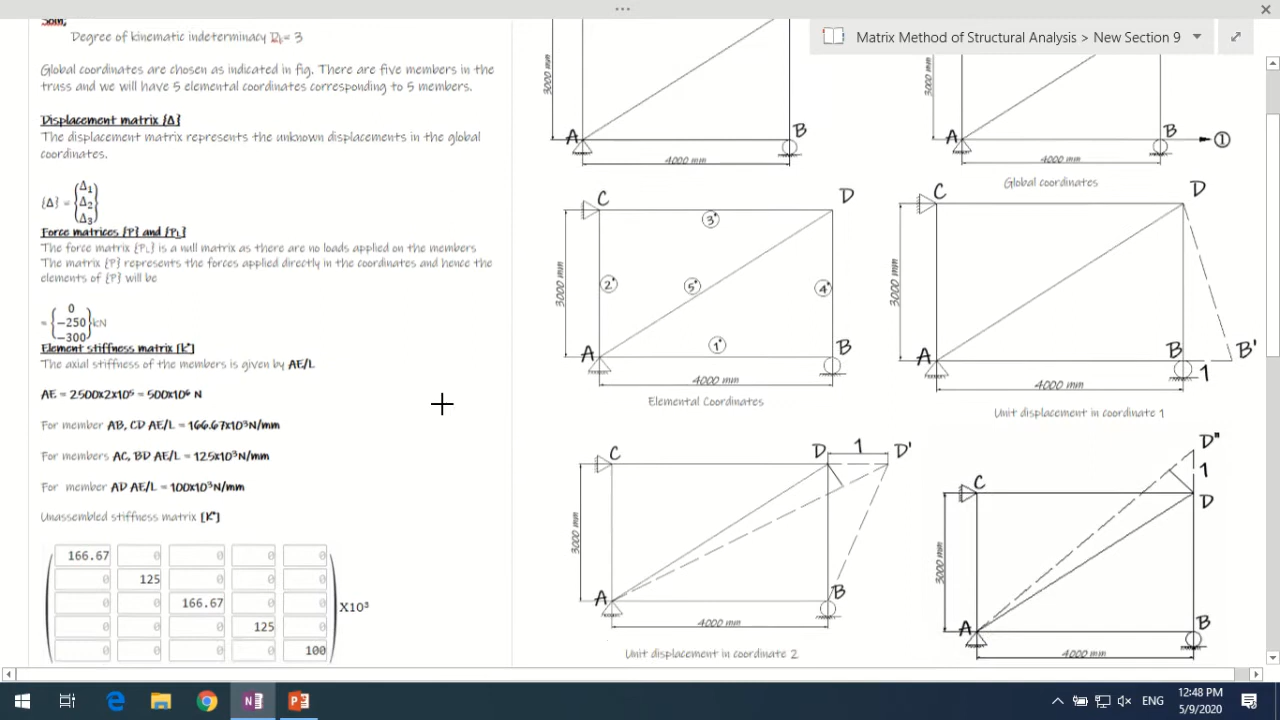 Soln,
Degree of kinematic indeterminacy Dₖ= 3
Global coordinates are chosen as indicated in fig. There are five members in the
truss and we will have 5 elemental coordinates corresponding to 5 members.
Displacement matrix {Δ}
The displacement matrix represents the unknown displacements in the global
coordinates.
{Δ} = {Δ₁
Δ₂
Δ₃}
Force matrices {P} and {P_L}
The force matrix {P_L} is a null matrix as there are no loads applied on the members
The matrix {P} represents the forces applied directly in the coordinates and hence the
elements of {P} will be
= {0
−250
−300} kN
Element stiffness matrix [K*]
The axial stiffness of the members is given by AE/L
AE = 2500x2x10⁵ = 500x10⁶ N
For member AB, CD AE/L = 166.67x10³N/mm
For members AC, BD AE/L = 125x10³N/mm
For member AD AE/L = 100x10³N/mm
Unassembled stiffness matrix [K*]
166.67 0 0 0 0
0 125 0 0 0
0 0 166.67 0 0 X10³
0 0 0 125 0
0 0 0 0 100
Matrix Method of Structural Analysis > New Section 9
3000 mm
A
B
4000 mm
3000 mm
A
B
①
4000 mm
Global coordinates
C
D
3*
3000 mm
2*
5*
4*
1*
A
B
4000 mm
Elemental Coordinates
C
D
3000 mm
A
B
B'
1
4000 mm
Unit displacement in coordinate 1
C
D
1
D'
3000 mm
A
B
4000 mm
Unit displacement in coordinate 2
D"
1
C
D
3000 mm
A
B
4000 mm
ENG
12:48 PM
5/9/2020